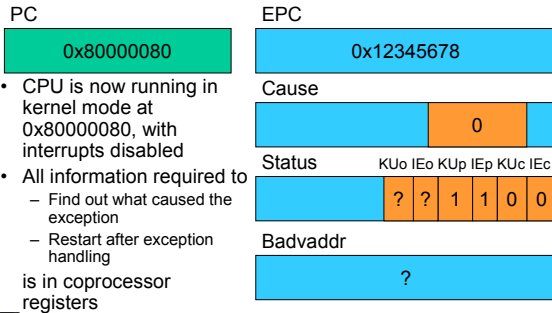 PC
0x80000080
• CPU is now running in
kernel mode at
0x80000080, with
interrupts disabled
• All information required to
– Find out what caused the
exception
– Restart after exception
handling
is in coprocessor
registers
EPC
0x12345678
Cause
0
Status KUo IEo KUp IEp KUc IEc
? ? 1 1 0 0
Badvaddr
?